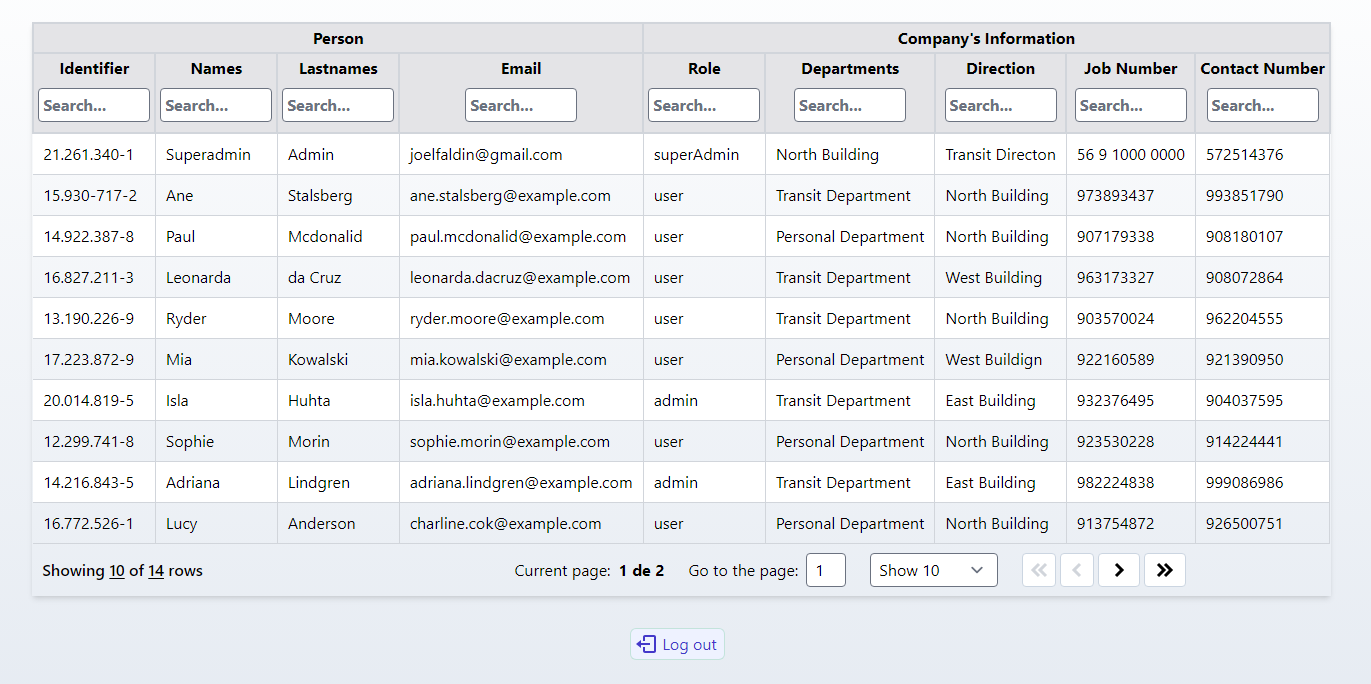 Person Company's Information
Identifier Names Lastnames Email Role Departments Direction Job Number Contact Number
Search... Search... Search... Search... Search... Search... Search... Search... Search...
21.261.340-1 Superadmin Admin joelfaldin@gmail.com superAdmin North Building Transit Directon 56 9 1000 0000 572514376
15.930-717-2 Ane Stalsberg ane.stalsberg@example.com user Transit Department North Building 973893437 993851790
14.922.387-8 Paul Mcdonalid paul.mcdonalid@example.com user Personal Department North Building 907179338 908180107
16.827.211-3 Leonarda da Cruz leonarda.dacruz@example.com user Transit Department West Building 963173327 908072864
13.190.226-9 Ryder Moore ryder.moore@example.com user Transit Department North Building 903570024 962204555
17.223.872-9 Mia Kowalski mia.kowalski@example.com user Personal Department West Buildign 922160589 921390950
20.014.819-5 Isla Huhta isla.huhta@example.com admin Transit Department East Building 932376495 904037595
12.299.741-8 Sophie Morin sophie.morin@example.com user Personal Department North Building 923530228 914224441
14.216.843-5 Adriana Lindgren adriana.lindgren@example.com admin Transit Department East Building 982224838 999086986
16.772.526-1 Lucy Anderson charline.cok@example.com user Personal Department North Building 913754872 926500751
Showing 10 of 14 rows Current page: 1 de 2 Go to the page: 1 Show 10
Log out